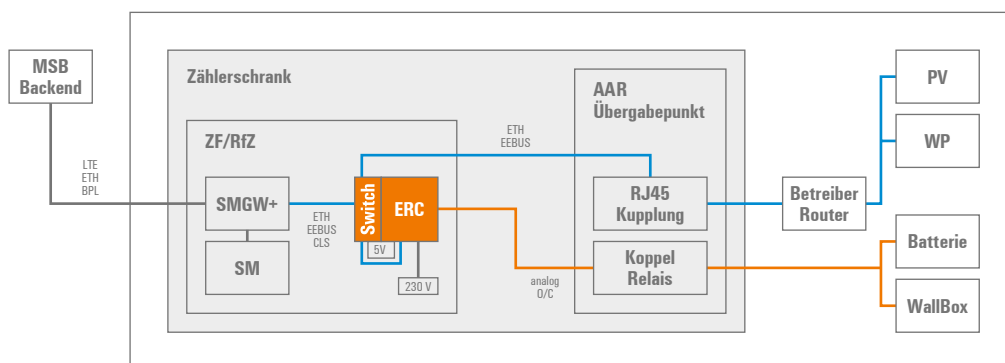 MSB
Backend
LTE
ETH
BPL
Zählerschrank
ZF/RfZ
SMGW+
SM
ETH
EEBUS
CLS
Switch
ERC
5V
230 V
ETH
EEBUS
analog
O/C
AAR
Übergabepunkt
RJ45
Kupplung
Koppel
Relais
Betreiber
Router
PV
WP
Batterie
WallBox